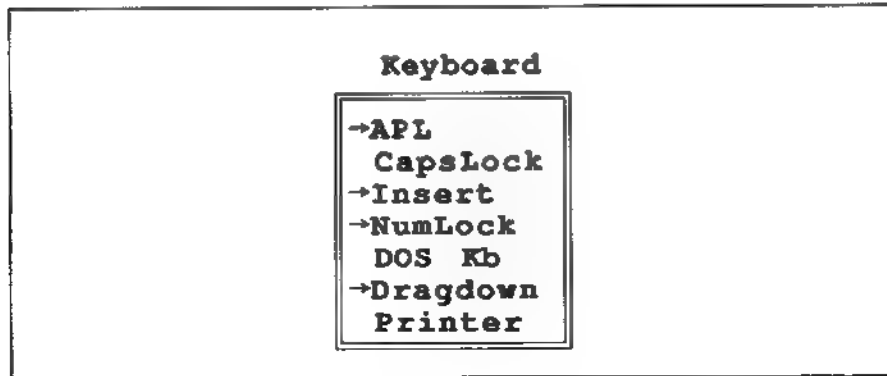 Keyboard
→APL
CapsLock
→Insert
→NumLock
DOS Kb
→Dragdown
Printer